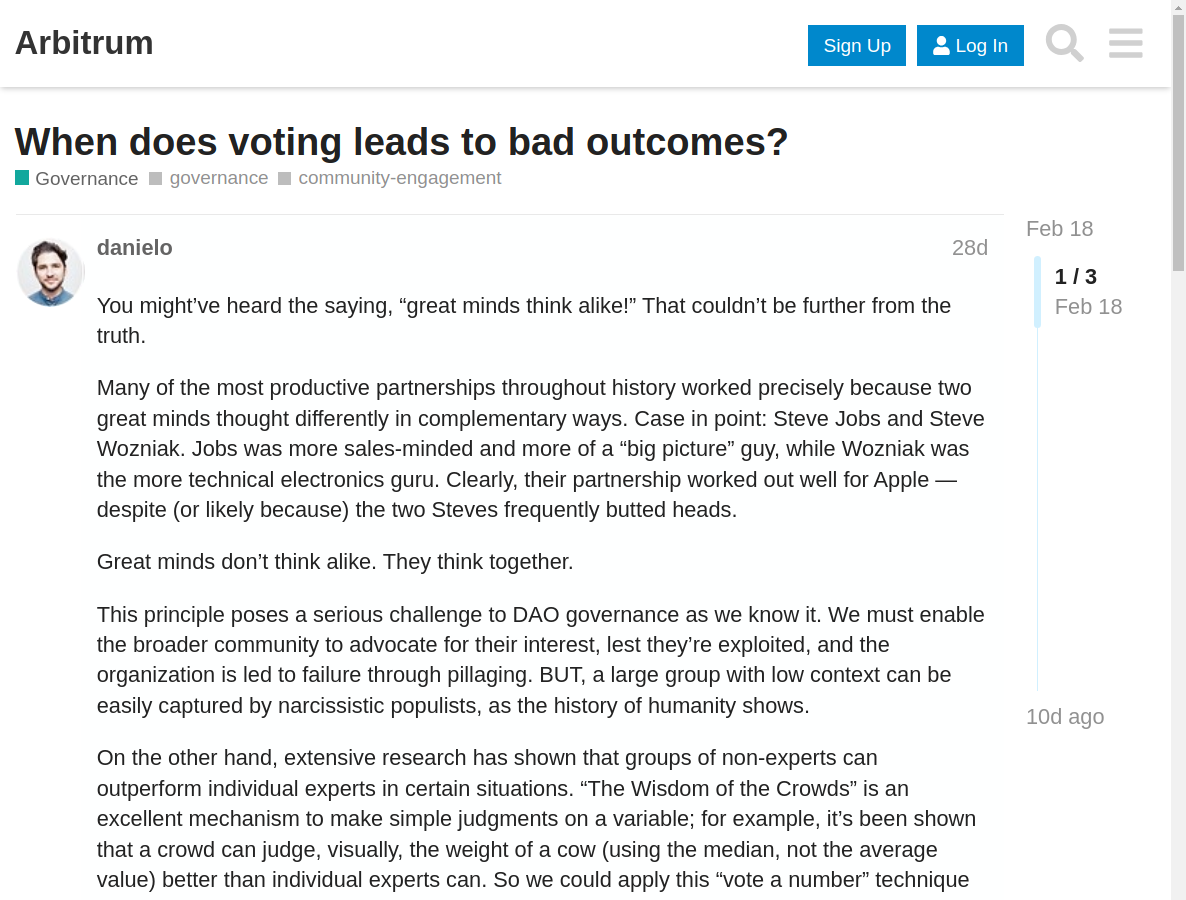 Arbitrum
Sign Up
Log In
When does voting leads to bad outcomes?
Governance governance community-engagement
danielo
28d
You might’ve heard the saying, “great minds think alike!” That couldn’t be further from the
truth.
Many of the most productive partnerships throughout history worked precisely because two
great minds thought differently in complementary ways. Case in point: Steve Jobs and Steve
Wozniak. Jobs was more sales-minded and more of a “big picture” guy, while Wozniak was
the more technical electronics guru. Clearly, their partnership worked out well for Apple —
despite (or likely because) the two Steves frequently butted heads.
Great minds don’t think alike. They think together.
This principle poses a serious challenge to DAO governance as we know it. We must enable
the broader community to advocate for their interest, lest they’re exploited, and the
organization is led to failure through pillaging. BUT, a large group with low context can be
easily captured by narcissistic populists, as the history of humanity shows.
On the other hand, extensive research has shown that groups of non-experts can
outperform individual experts in certain situations. “The Wisdom of the Crowds” is an
excellent mechanism to make simple judgments on a variable; for example, it’s been shown
that a crowd can judge, visually, the weight of a cow (using the median, not the average
value) better than individual experts can. So we could apply this “vote a number” technique
Feb 18
1 / 3
Feb 18
10d ago